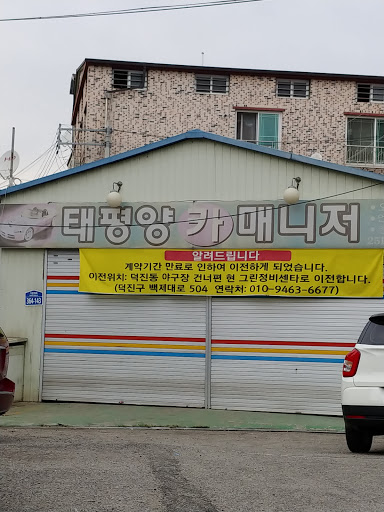 태평양 카 매니저
알려드립니다
계약기간 만료로 인하여 이전하게 되었습니다.
이전위치: 덕진동 야구장 건너편 현 그린정비센타로 이전합니다.
(덕진구 백제대로 504 연락처: 010-9463-6677)
364-143